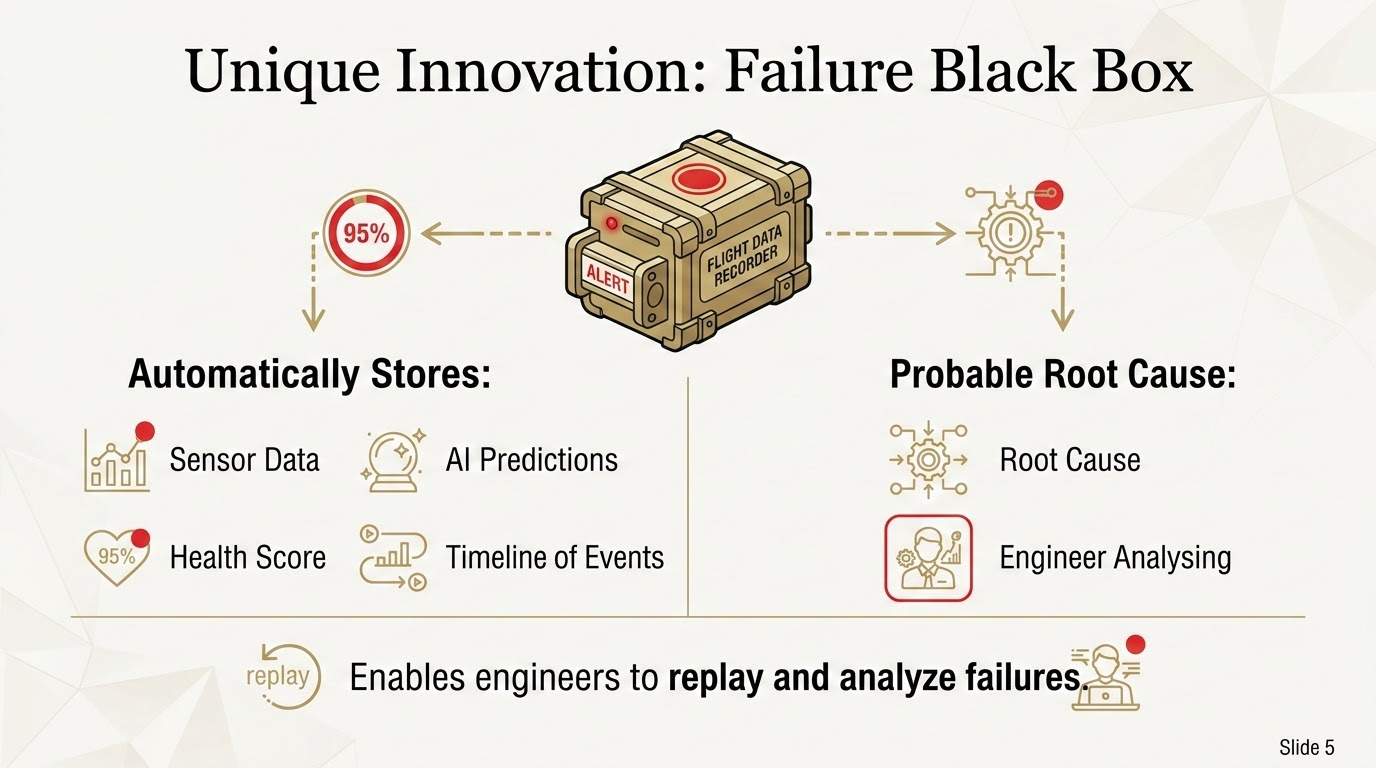 Unique Innovation: Failure Black Box
95%
ALERT
FLIGHT DATA
RECORDER
Automatically Stores:
Sensor Data
AI Predictions
95%
Health Score
Timeline of Events
Probable Root Cause:
Root Cause
Engineer Analysing
replay
Enables engineers to replay and analyze failures.
Slide 5